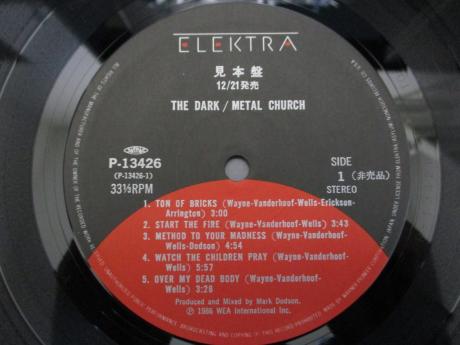 ELEKTRA
見本盤
12/21発売
THE DARK / METAL CHURCH
P-13426
(P-13426-1)
33⅓RPM
SIDE
1 (非売品)
STEREO
1. TON OF BRICKS (Wayne-Vanderhoof-Wells-Erickson-
Arrington) 3:00
2. START THE FIRE (Wayne-Vanderhoof-Wells) 3:43
3. METHOD TO YOUR MADNESS (Wayne-Vanderhoof-
Wells-Dodson) 4:54
4. WATCH THE CHILDREN PRAY (Wayne-Vanderhoof-
Wells) 5:57
5. OVER MY DEAD BODY (Wayne-Vanderhoof-
Wells) 3:28
Produced and Mixed by Mark Dodson.
Ⓟ 1986 WEA International Inc.